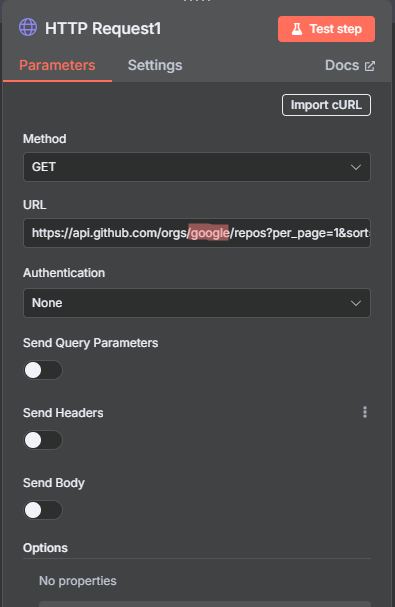 HTTP Request1
Test step
Parameters
Settings
Docs
Import cURL
Method
GET
URL
https://api.github.com/orgs/google/repos?per_page=1&sort=
Authentication
None
Send Query Parameters
Send Headers
Send Body
Options
No properties